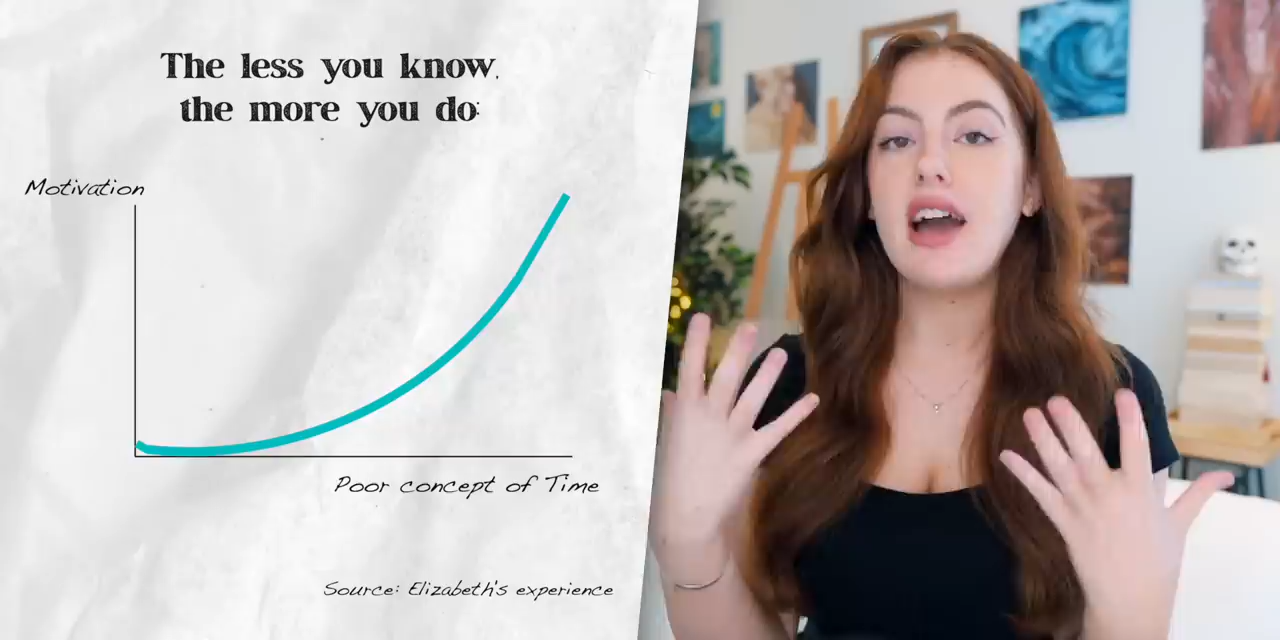 The less you know,
the more you do:
Motivation
Poor concept of Time
Source: Elizabeth's experience